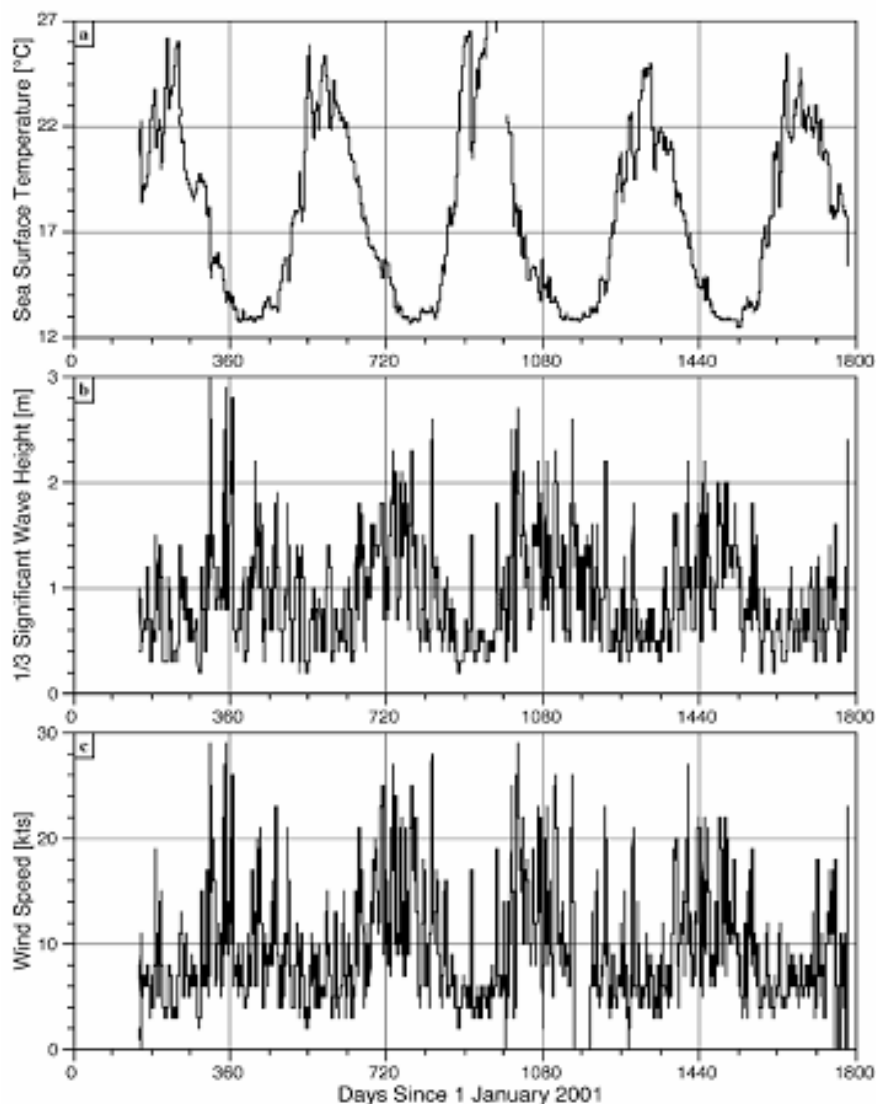 27
a
22
17
12
Sea Surface Temperature [°C]
0 360 720 1080 1440 1800
3
b
2
1
0
1/3 Significant Wave Height [m]
0 360 720 1080 1440 1800
30
c
20
10
0
Wind Speed [kts]
0 360 720 1080 1440 1800
Days Since 1 January 2001